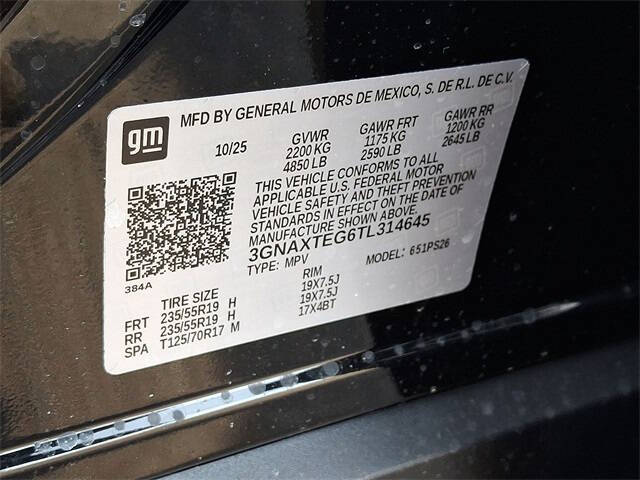 gm
MFD BY GENERAL MOTORS DE MEXICO, S. DE R.L. DE C.V.
10/25 GVWR GAWR FRT GAWR RR
2200 KG 1175 KG 1200 KG
4850 LB 2590 LB 2645 LB
THIS VEHICLE CONFORMS TO ALL
APPLICABLE U.S. FEDERAL MOTOR
VEHICLE SAFETY AND THEFT PREVENTION
STANDARDS IN EFFECT ON THE DATE OF
MANUFACTURE SHOWN ABOVE.
3GNAXTEG6TL314645
TYPE: MPV MODEL: 651PS26
384A
TIRE SIZE RIM
FRT 235/55R19 H 19X7.5J
RR 235/55R19 H 19X7.5J
SPA T125/70R17 M 17X4BT